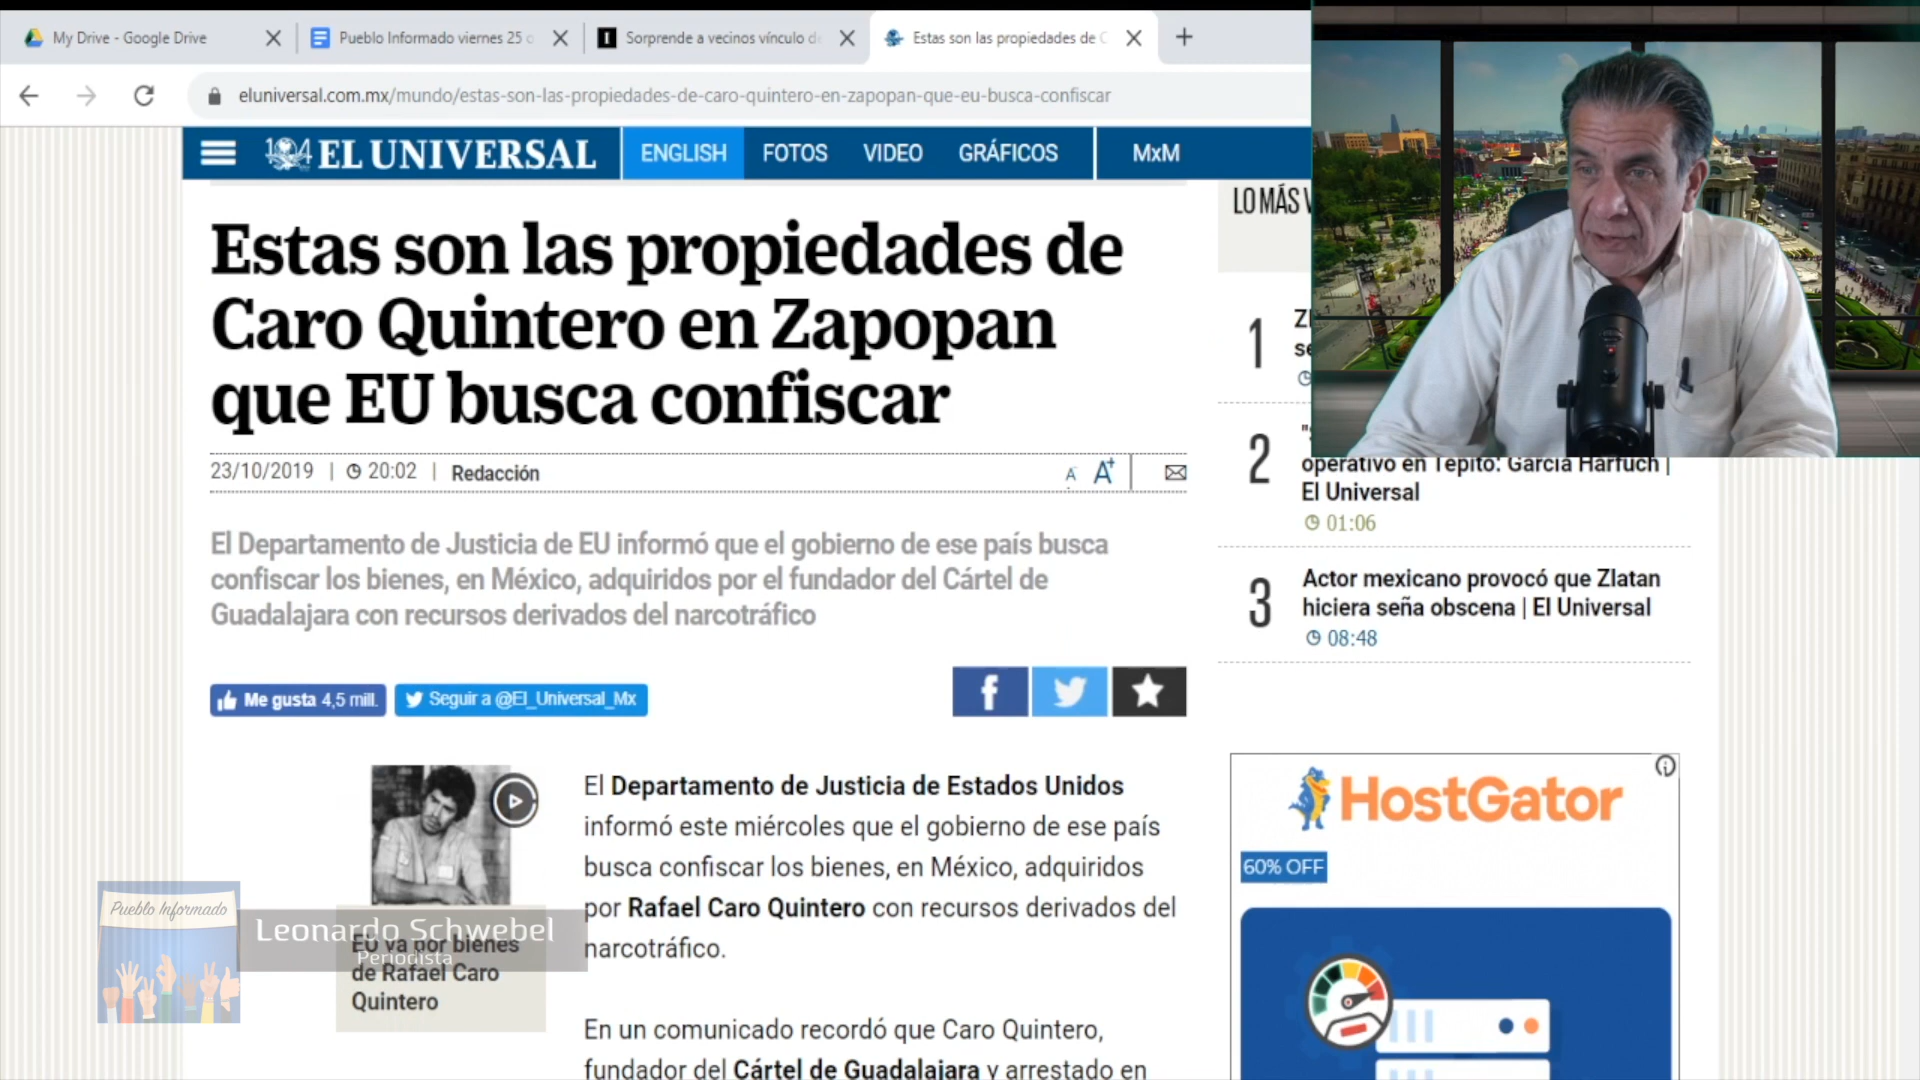 My Drive - Google Drive
Pueblo Informado viernes 25
Sorprende a vecinos vínculo
Estas son las propiedades de
eluniversal.com.mx/mundo/estas-son-las-propiedades-de-caro-quintero-en-zapopan-que-eu-busca-confiscar
104 EL UNIVERSAL
ENGLISH
FOTOS
VIDEO
GRÁFICOS
MxM
Estas son las propiedades de
Caro Quintero en Zapopan
que EU busca confiscar
23/10/2019 | 20:02 | Redacción
A- A+
El Departamento de Justicia de EU informó que el gobierno de ese país busca
confiscar los bienes, en México, adquiridos por el fundador del Cártel de
Guadalajara con recursos derivados del narcotráfico
Me gusta 4,5 mill.
Seguir a @El_Universal_Mx
El Departamento de Justicia de Estados Unidos
informó este miércoles que el gobierno de ese país
busca confiscar los bienes, en México, adquiridos
por Rafael Caro Quintero con recursos derivados del
narcotráfico.
En un comunicado recordó que Caro Quintero,
fundador del Cártel de Guadalajara y arrestado en
EU va por bienes
de Rafael Caro
Quintero
Pueblo Informado
Leonardo Schwebel
Periodista
LO MÁS
1
2
operativo en Tepito: García Harfuch |
El Universal
01:06
3
Actor mexicano provocó que Zlatan
hiciera seña obscena | El Universal
08:48
HostGator
60% OFF